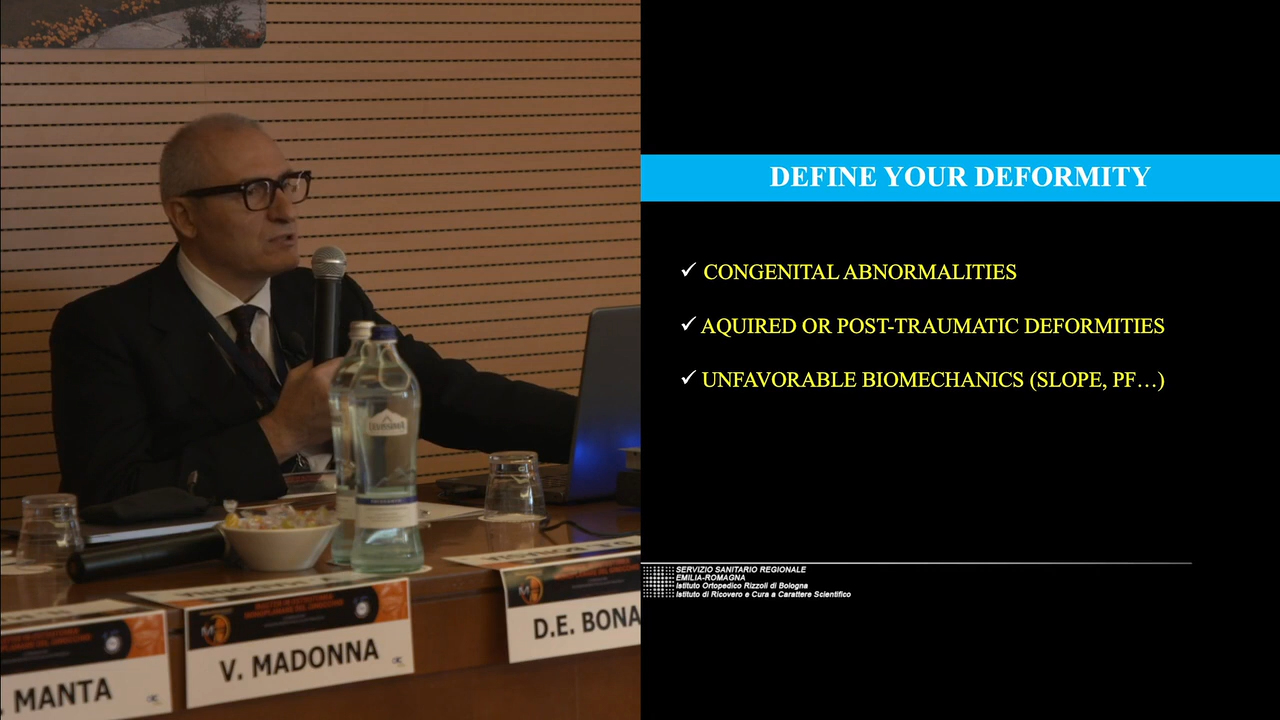 DEFINE YOUR DEFORMITY
✓ CONGENITAL ABNORMALITIES
✓ AQUIRED OR POST-TRAUMATIC DEFORMITIES
✓ UNFAVORABLE BIOMECHANICS (SLOPE, PF…)
SERVIZIO SANITARIO REGIONALE
EMILIA-ROMAGNA
Istituto Ortopedico Rizzoli di Bologna
Istituto di Ricovero e Cura a Carattere Scientifico
MANTA
V. MADONNA
D.E. BONA